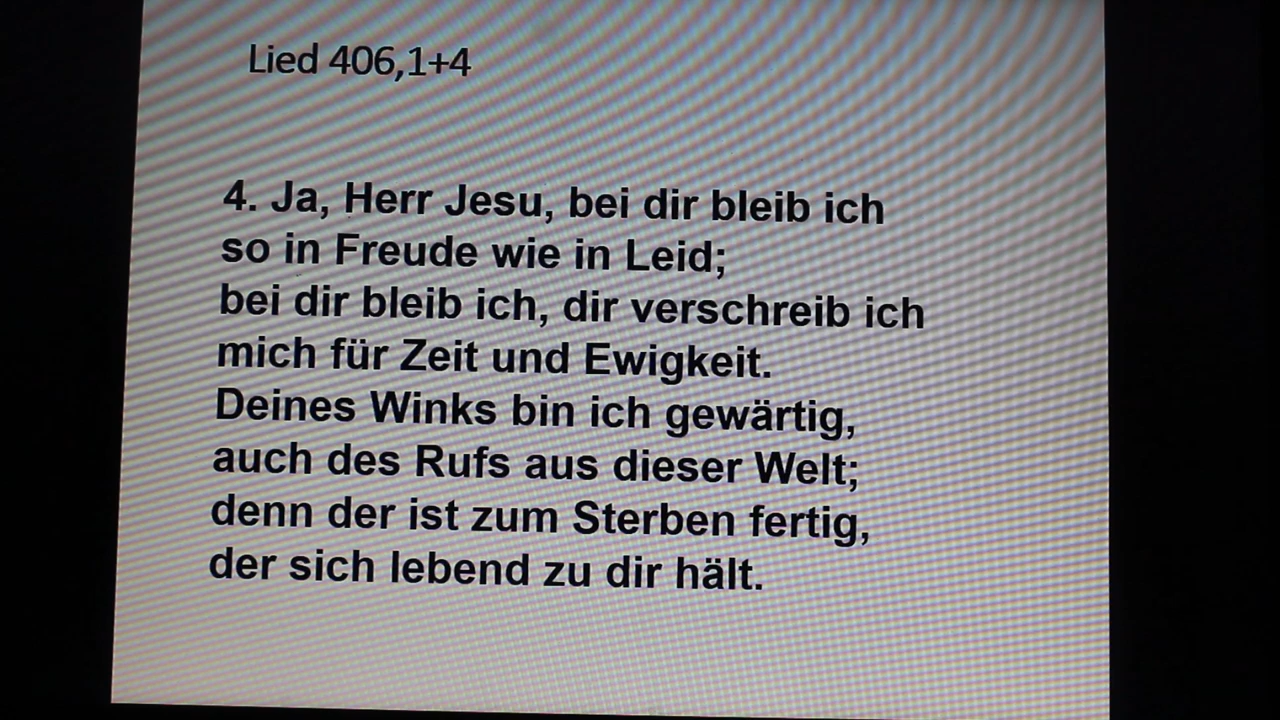 Lied 406,1+4
4. Ja, Herr Jesu, bei dir bleib ich
so in Freude wie in Leid;
bei dir bleib ich, dir verschreib ich
mich für Zeit und Ewigkeit.
Deines Winks bin ich gewärtig,
auch des Rufs aus dieser Welt;
denn der ist zum Sterben fertig,
der sich lebend zu dir hält.